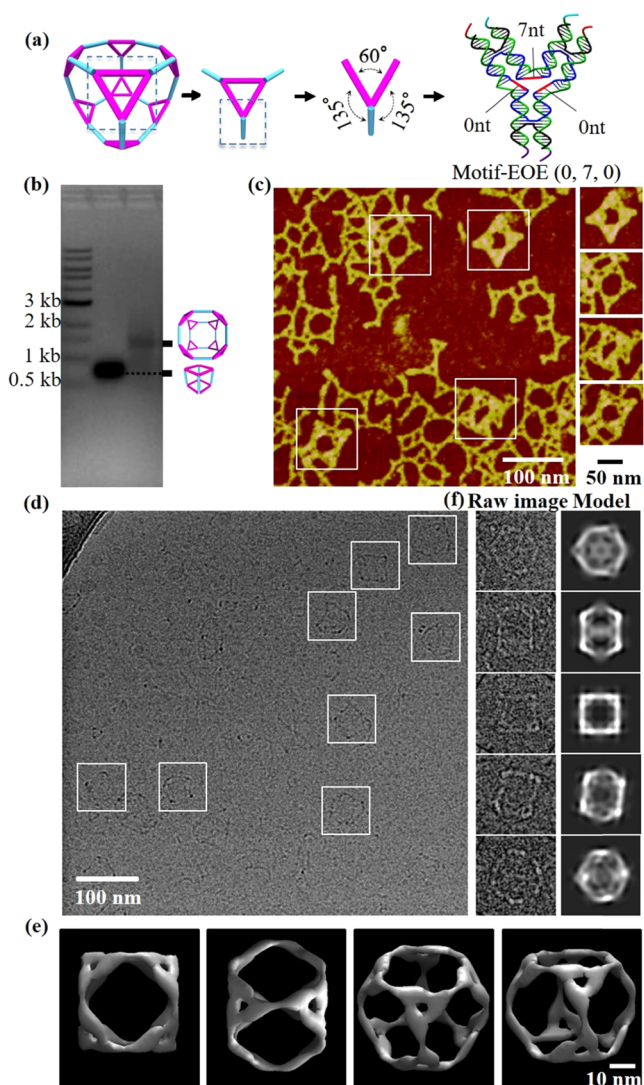 (a)
60°
135°
135°
7nt
0nt
0nt
Motif-EOE (0, 7, 0)
(b)
3 kb
2 kb
1 kb
0.5 kb
(c)
100 nm
50 nm
(d)
100 nm
(f) Raw image Model
(e)
10 nm